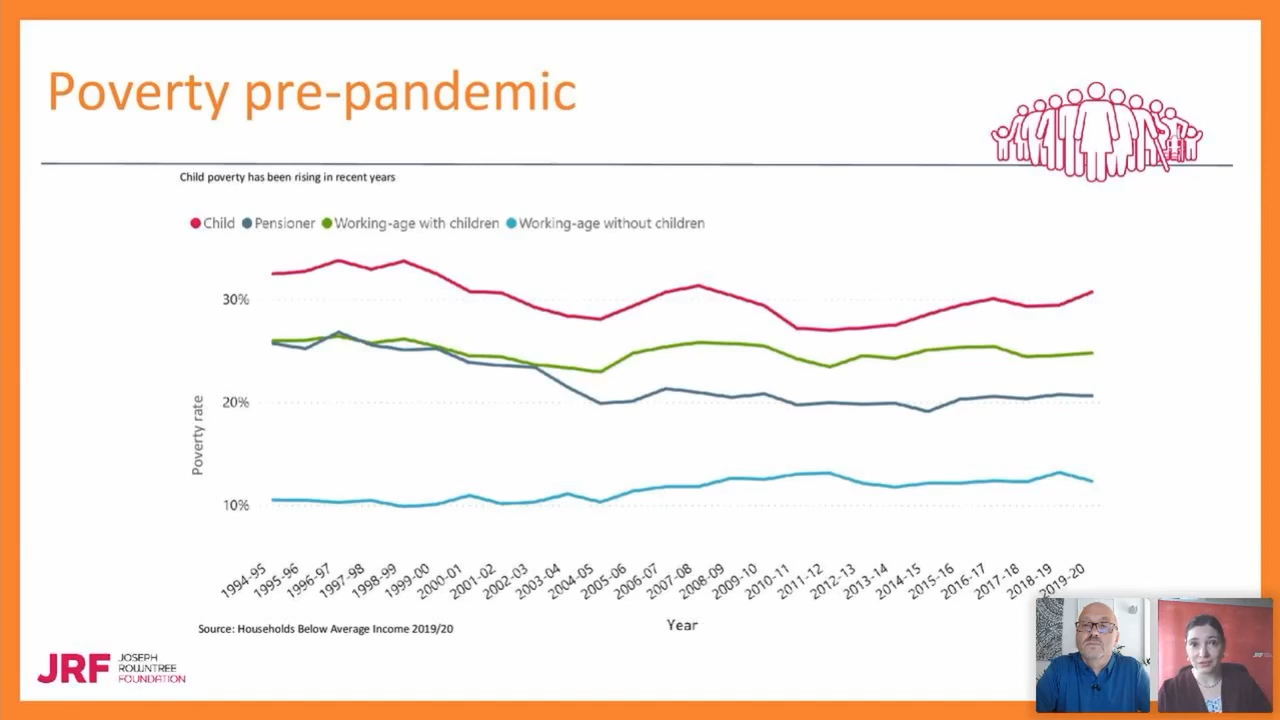 Poverty pre-pandemic
Child poverty has been rising in recent years
Child Pensioner Working-age with children Working-age without children
30%
20%
10%
Poverty rate
1994-95
1995-96
1996-97
1997-98
1998-99
1999-00
2000-01
2001-02
2002-03
2003-04
2004-05
2005-06
2006-07
2007-08
2008-09
2009-10
2010-11
2011-12
2012-13
2013-14
2014-15
2015-16
2016-17
2017-18
2018-19
2019-20
Year
Source: Households Below Average Income 2019/20
JRF
JOSEPH
ROWNTREE
FOUNDATION